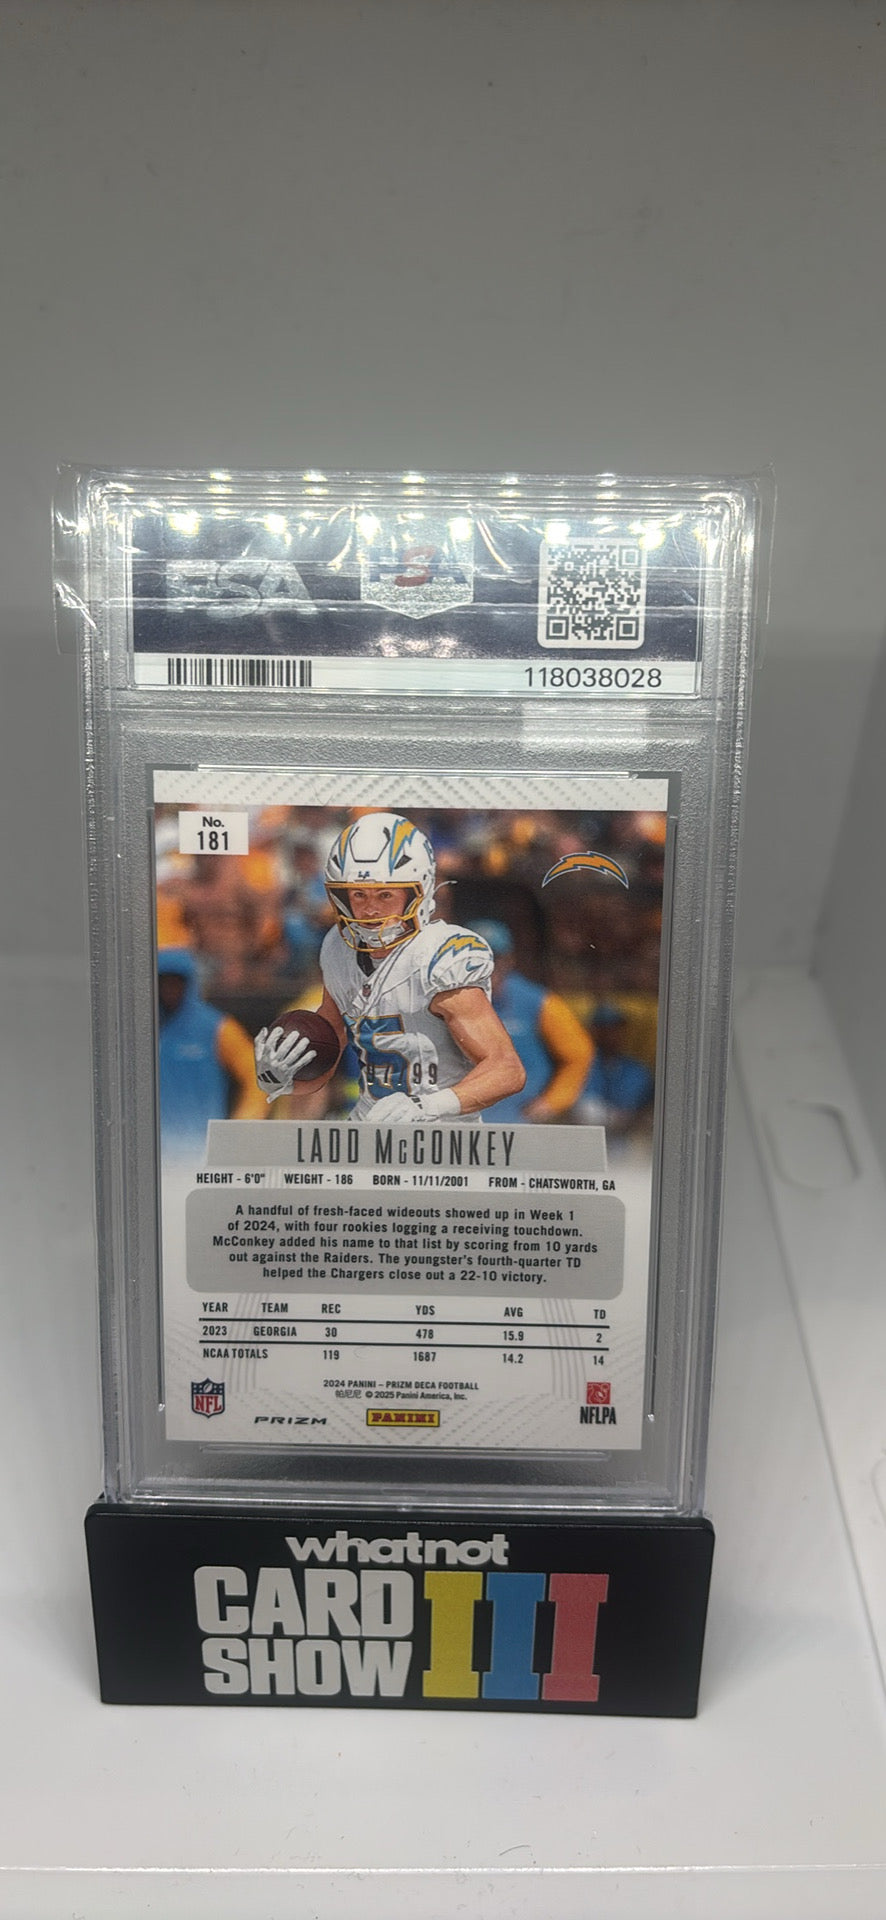 PSA
PSA
118038028
No.
181
LADD McCONKEY
HEIGHT - 6'0" WEIGHT - 186 BORN - 11/11/2001 FROM - CHATSWORTH, GA
A handful of fresh-faced wideouts showed up in Week 1
of 2024, with four rookies logging a receiving touchdown.
McConkey added his name to that list by scoring from 10 yards
out against the Raiders. The youngster's fourth-quarter TD
helped the Chargers close out a 22-10 victory.
YEAR TEAM REC YDS AVG TD
2023 GEORGIA 30 478 15.9 2
NCAA TOTALS 119 1687 14.2 14
2024 PANINI – PRIZM DECA FOOTBALL
帕尼尼 © 2025 Panini America, Inc.
NFL
PRIZM
PANINI
NFLPA
whatnot
CARD
SHOW III